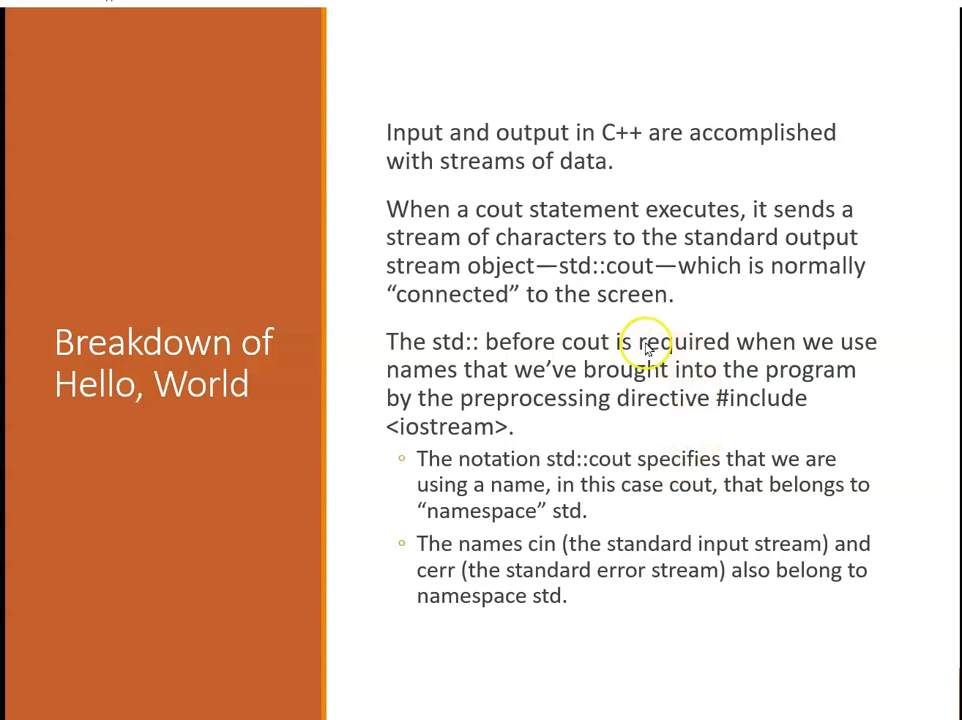 Breakdown of
Hello, World
Input and output in C++ are accomplished
with streams of data.
When a cout statement executes, it sends a
stream of characters to the standard output
stream object—std::cout—which is normally
“connected” to the screen.
The std:: before cout is required when we use
names that we’ve brought into the program
by the preprocessing directive #include
<iostream>.
The notation std::cout specifies that we are
using a name, in this case cout, that belongs to
“namespace” std.
The names cin (the standard input stream) and
cerr (the standard error stream) also belong to
namespace std.